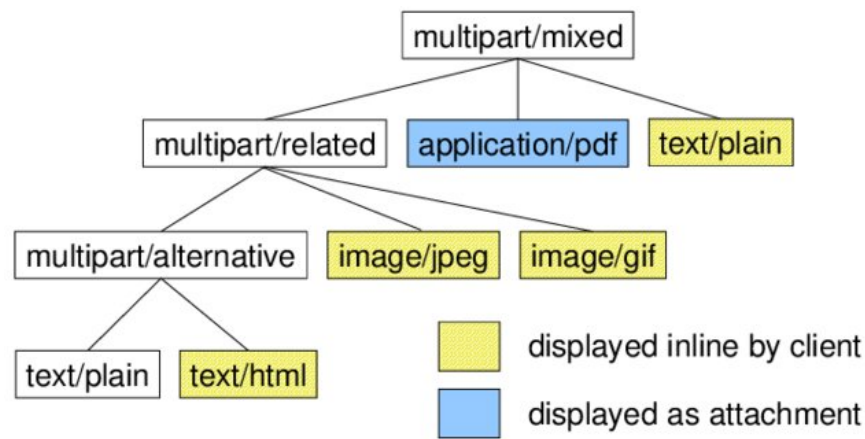 multipart/mixed
multipart/related
application/pdf
text/plain
multipart/alternative
image/jpeg
image/gif
text/plain
text/html
displayed inline by client
displayed as attachment